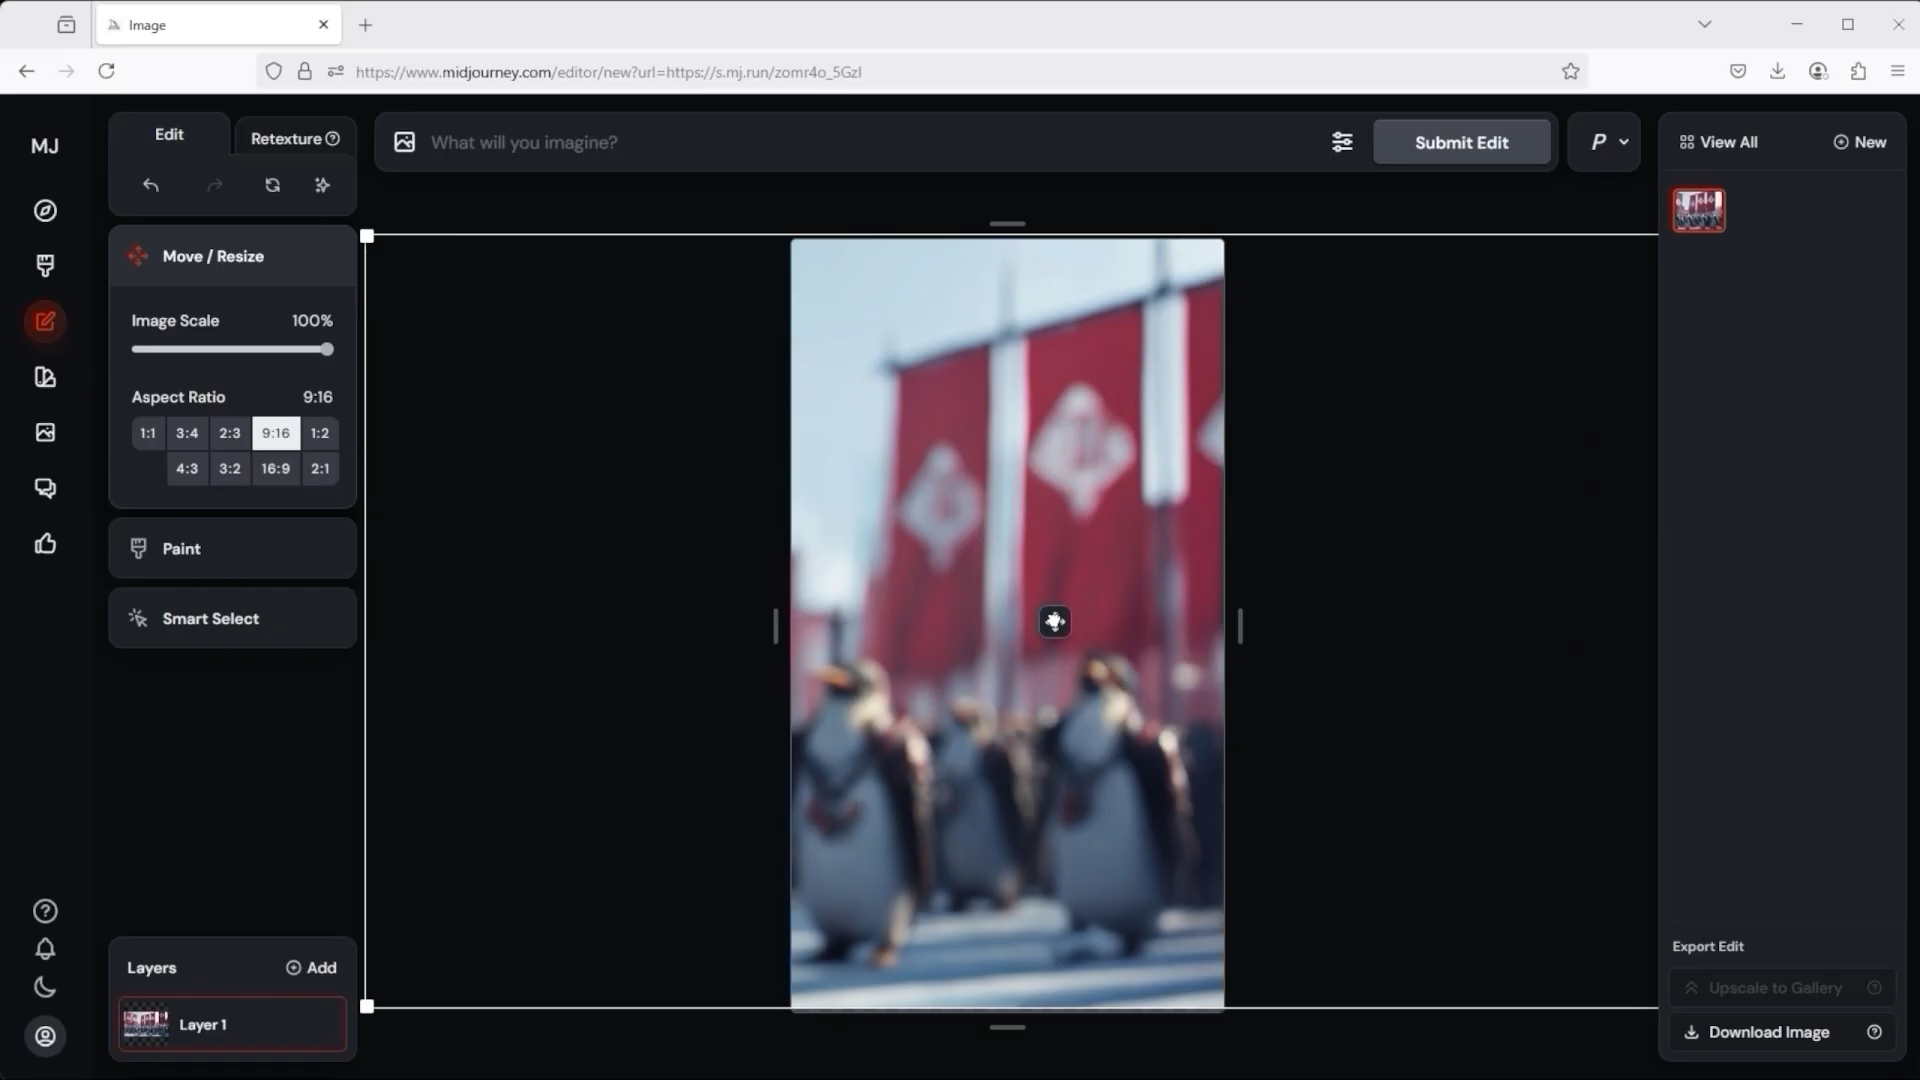 Image
https://www.midjourney.com/editor/new?url=https://s.mj.run/zomr4o_5GzI
MJ
Edit
Retexture
What will you imagine?
Submit Edit
P
View All
New
Move / Resize
Image Scale
100%
Aspect Ratio
9:16
1:1
3:4
2:3
9:16
1:2
4:3
3:2
16:9
2:1
Paint
Smart Select
Layers
Add
Layer 1
Export Edit
Upscale to Gallery
Download Image